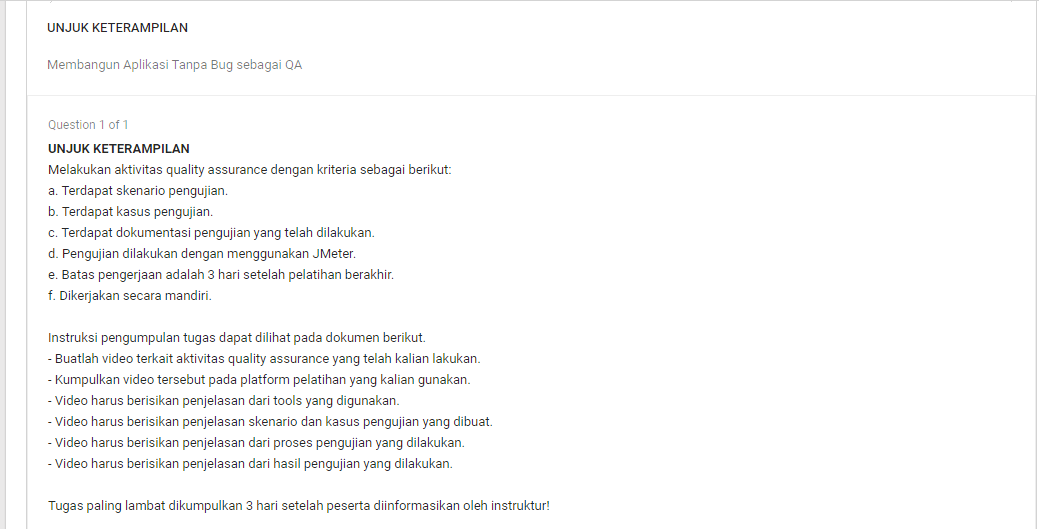 UNJUK KETERAMPILAN
Membangun Aplikasi Tanpa Bug sebagai QA
Question 1 of 1
UNJUK KETERAMPILAN
Melakukan aktivitas quality assurance dengan kriteria sebagai berikut:
a. Terdapat skenario pengujian.
b. Terdapat kasus pengujian.
c. Terdapat dokumentasi pengujian yang telah dilakukan.
d. Pengujian dilakukan dengan menggunakan JMeter.
e. Batas pengerjaan adalah 3 hari setelah pelatihan berakhir.
f. Dikerjakan secara mandiri.
Instruksi pengumpulan tugas dapat dilihat pada dokumen berikut.
- Buatlah video terkait aktivitas quality assurance yang telah kalian lakukan.
- Kumpulkan video tersebut pada platform pelatihan yang kalian gunakan.
- Video harus berisikan penjelasan dari tools yang digunakan.
- Video harus berisikan penjelasan skenario dan kasus pengujian yang dibuat.
- Video harus berisikan penjelasan dari proses pengujian yang dilakukan.
- Video harus berisikan penjelasan dari hasil pengujian yang dilakukan.
Tugas paling lambat dikumpulkan 3 hari setelah peserta diinformasikan oleh instruktur!